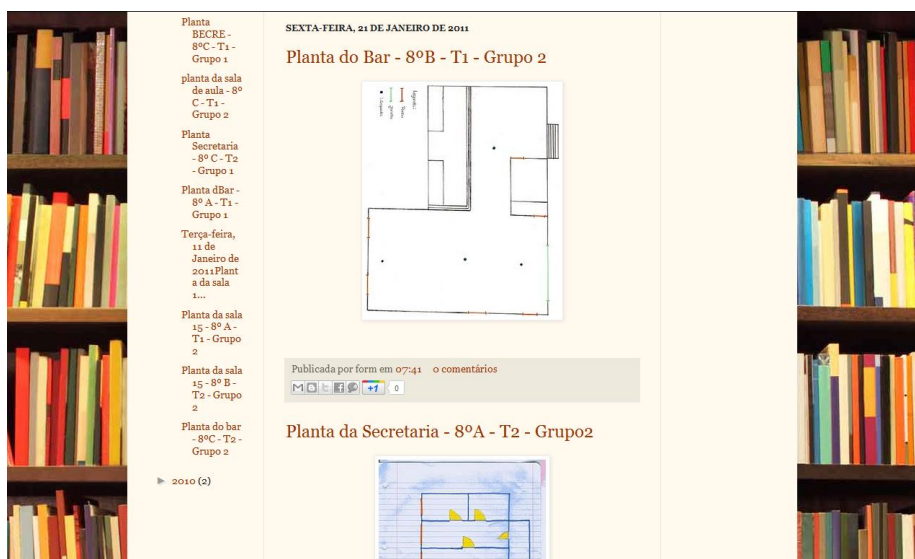 Planta
BECRE -
8ºC - T1 -
Grupo 1
planta da sala
de aula - 8º
C - T1 -
Grupo 2
Planta
Secretaria
- 8º C - T2
- Grupo 1
Planta dBar -
8º A - T1 -
Grupo 1
Terça-feira,
11 de
Janeiro de
2011Plant
a da sala
1...
Planta da sala
15 - 8º A -
T1 - Grupo
2
Planta da sala
15 - 8º B -
T2 - Grupo
2
Planta do bar
- 8ºC - T2 -
Grupo 2
► 2010 (2)
SEXTA-FEIRA, 21 DE JANEIRO DE 2011
Planta do Bar - 8ºB - T1 - Grupo 2
Publicada por form em 07:41 0 comentários
+1 0
Planta da Secretaria - 8ºA - T2 - Grupo2